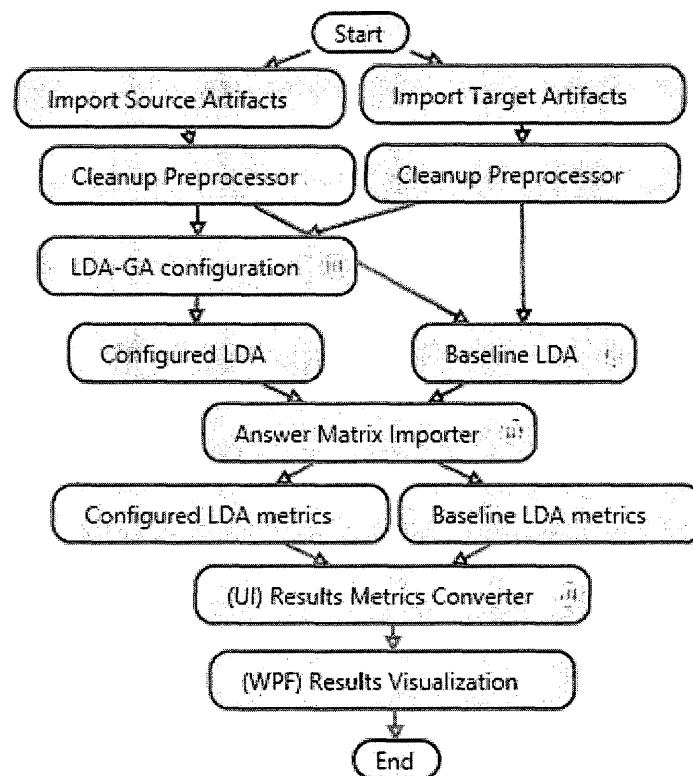 Start
Import Source Artifacts
Import Target Artifacts
Cleanup Preprocessor
Cleanup Preprocessor
LDA-GA configuration
Configured LDA
Baseline LDA
Answer Matrix Importer
Configured LDA metrics
Baseline LDA metrics
(UI) Results Metrics Converter
(WPF) Results Visualization
End